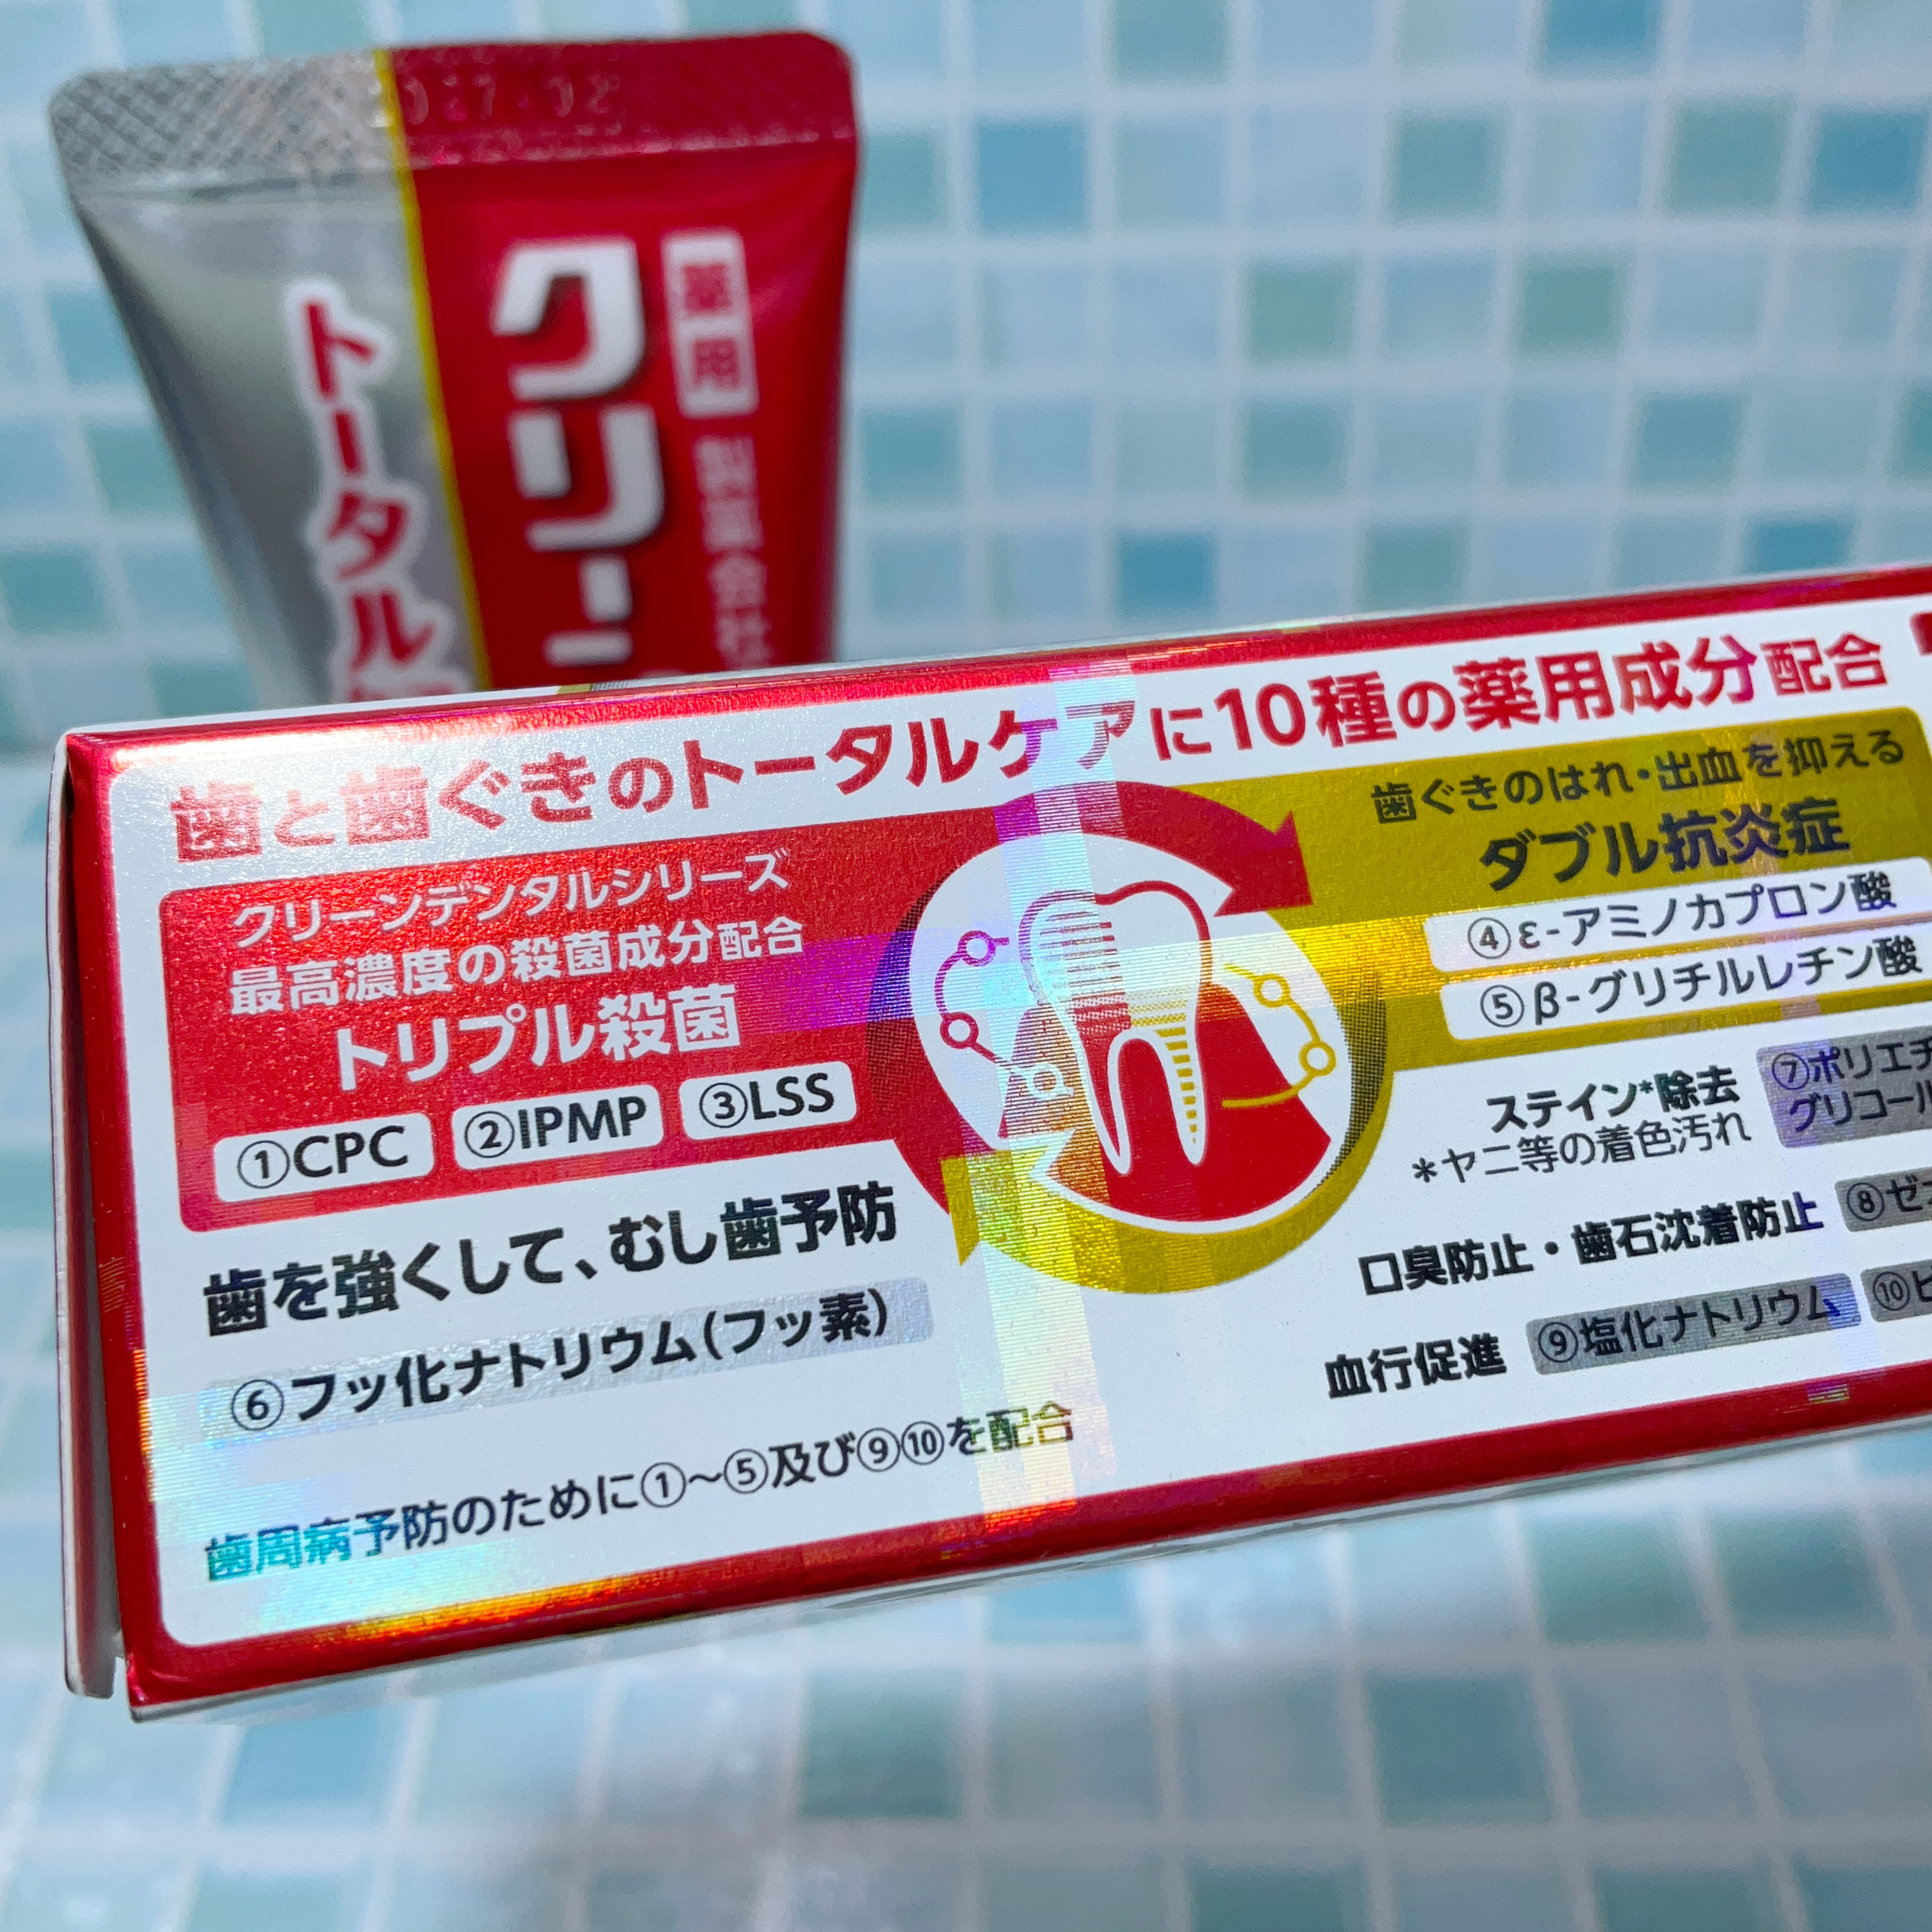 薬用
クリー
トータル
製薬会社
歯と歯ぐきのトータルケアに10種の薬用成分配合
クリーンデンタルシリーズ
最高濃度の殺菌成分配合
トリプル殺菌
①CPC ②IPMP ③LSS
歯を強くして、むし歯予防
⑥フッ化ナトリウム(フッ素)
歯周病予防のために①～⑤及び⑨⑩を配合
歯ぐきのはれ・出血を抑える
ダブル抗炎症
④ε-アミノカプロン酸
⑤β-グリチルレチン酸
ステイン*除去
*ヤニ等の着色汚れ
⑦ポリエチ
グリコール
口臭防止・歯石沈着防止 ⑧ゼ
血行促進 ⑨塩化ナトリウム ⑩ビ